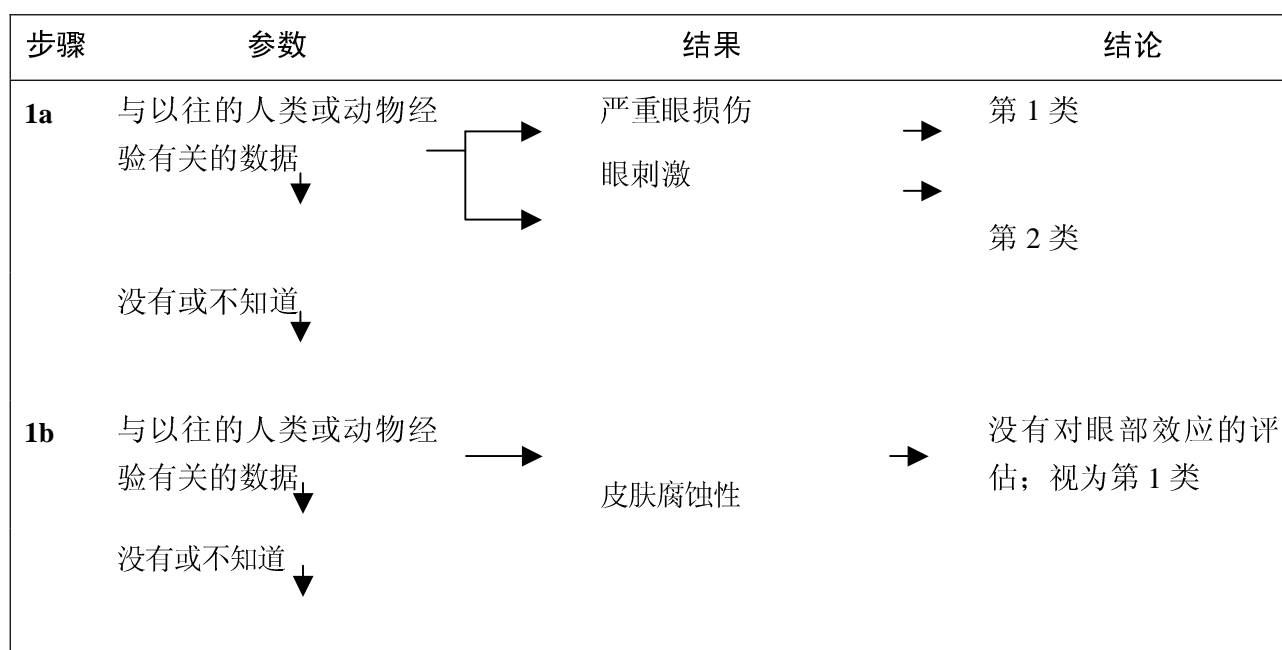 步骤 参数 结果 结论
1a 与以往的人类或动物经 严重眼损伤 第 1 类
验有关的数据
眼刺激
第 2 类
没有或不知道
1b 与以往的人类或动物经 没有对眼部效应的评
验有关的数据 估；视为第 1 类
皮肤腐蚀性
没有或不知道